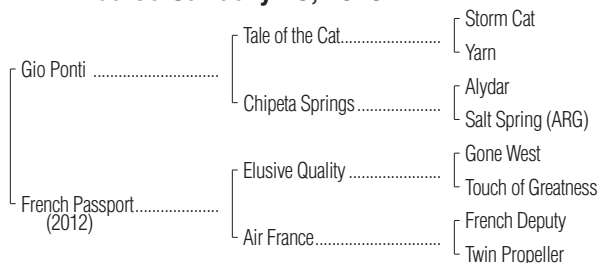 Storm Cat
Tale of the Cat.....................
Yarn
Gio Ponti ...............................
Alydar
Chipeta Springs .....................
Salt Spring (ARG)
Gone West
Elusive Quality ......................
Touch of Greatness
French Passport.....................
(2012)
French Deputy
Air France...............................
Twin Propeller